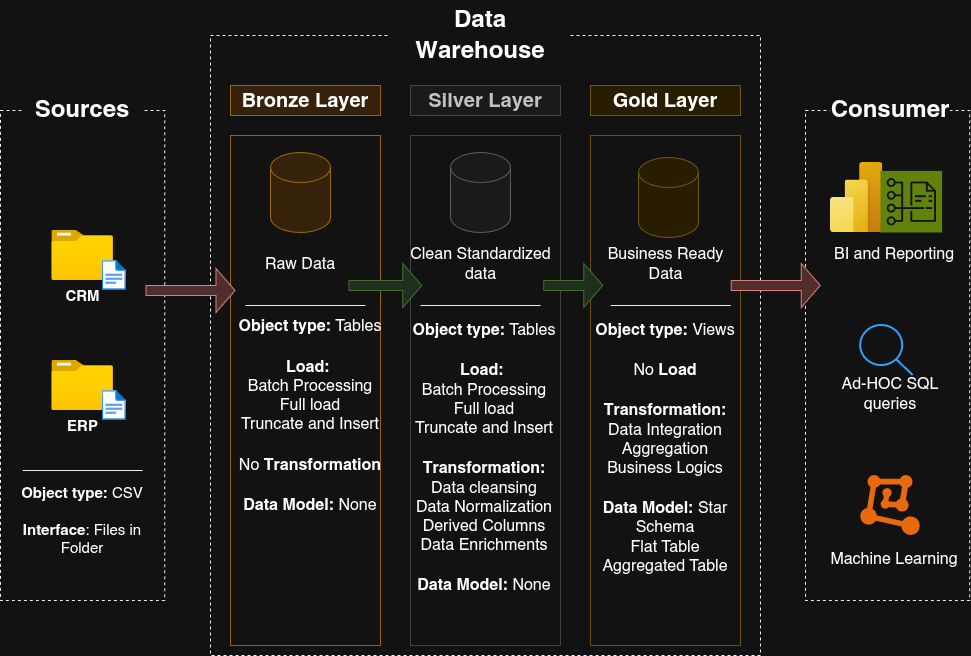 Data
Warehouse
Sources
CRM
ERP
Object type: CSV
Interface: Files in
Folder
Bronze Layer
Raw Data
Object type: Tables
Load:
Batch Processing
Full load
Truncate and Insert
No Transformation
Data Model: None
Silver Layer
Clean Standardized
data
Object type: Tables
Load:
Batch Processing
Full load
Truncate and Insert
Transformation:
Data cleansing
Data Normalization
Derived Columns
Data Enrichments
Data Model: None
Gold Layer
Business Ready
Data
Object type: Views
No Load
Transformation:
Data Integration
Aggregation
Business Logics
Data Model: Star
Schema
Flat Table
Aggregated Table
Consumer
BI and Reporting
Ad-HOC SQL
queries
Machine Learning